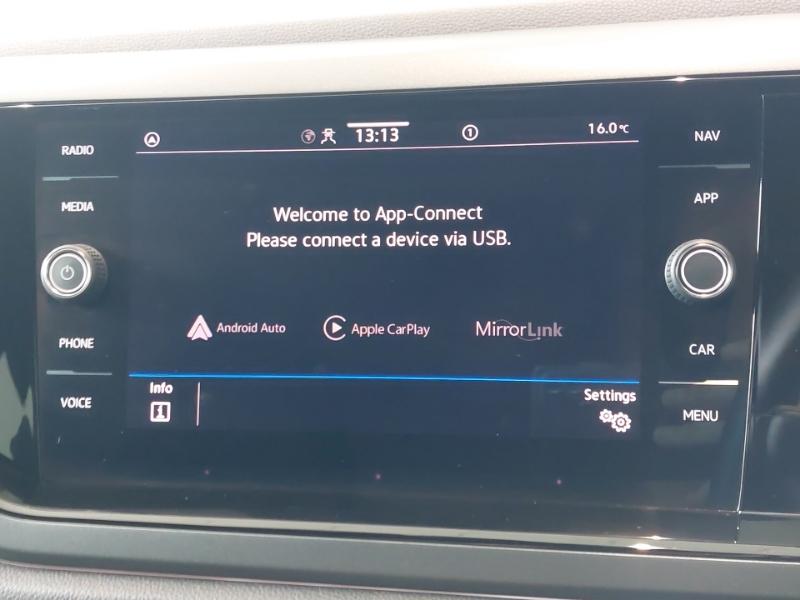 RADIO
MEDIA
PHONE
VOICE
13:13
1
16.0°C
Welcome to App-Connect
Please connect a device via USB.
Android Auto
Apple CarPlay
MirrorLink
Info
Settings
NAV
APP
CAR
MENU